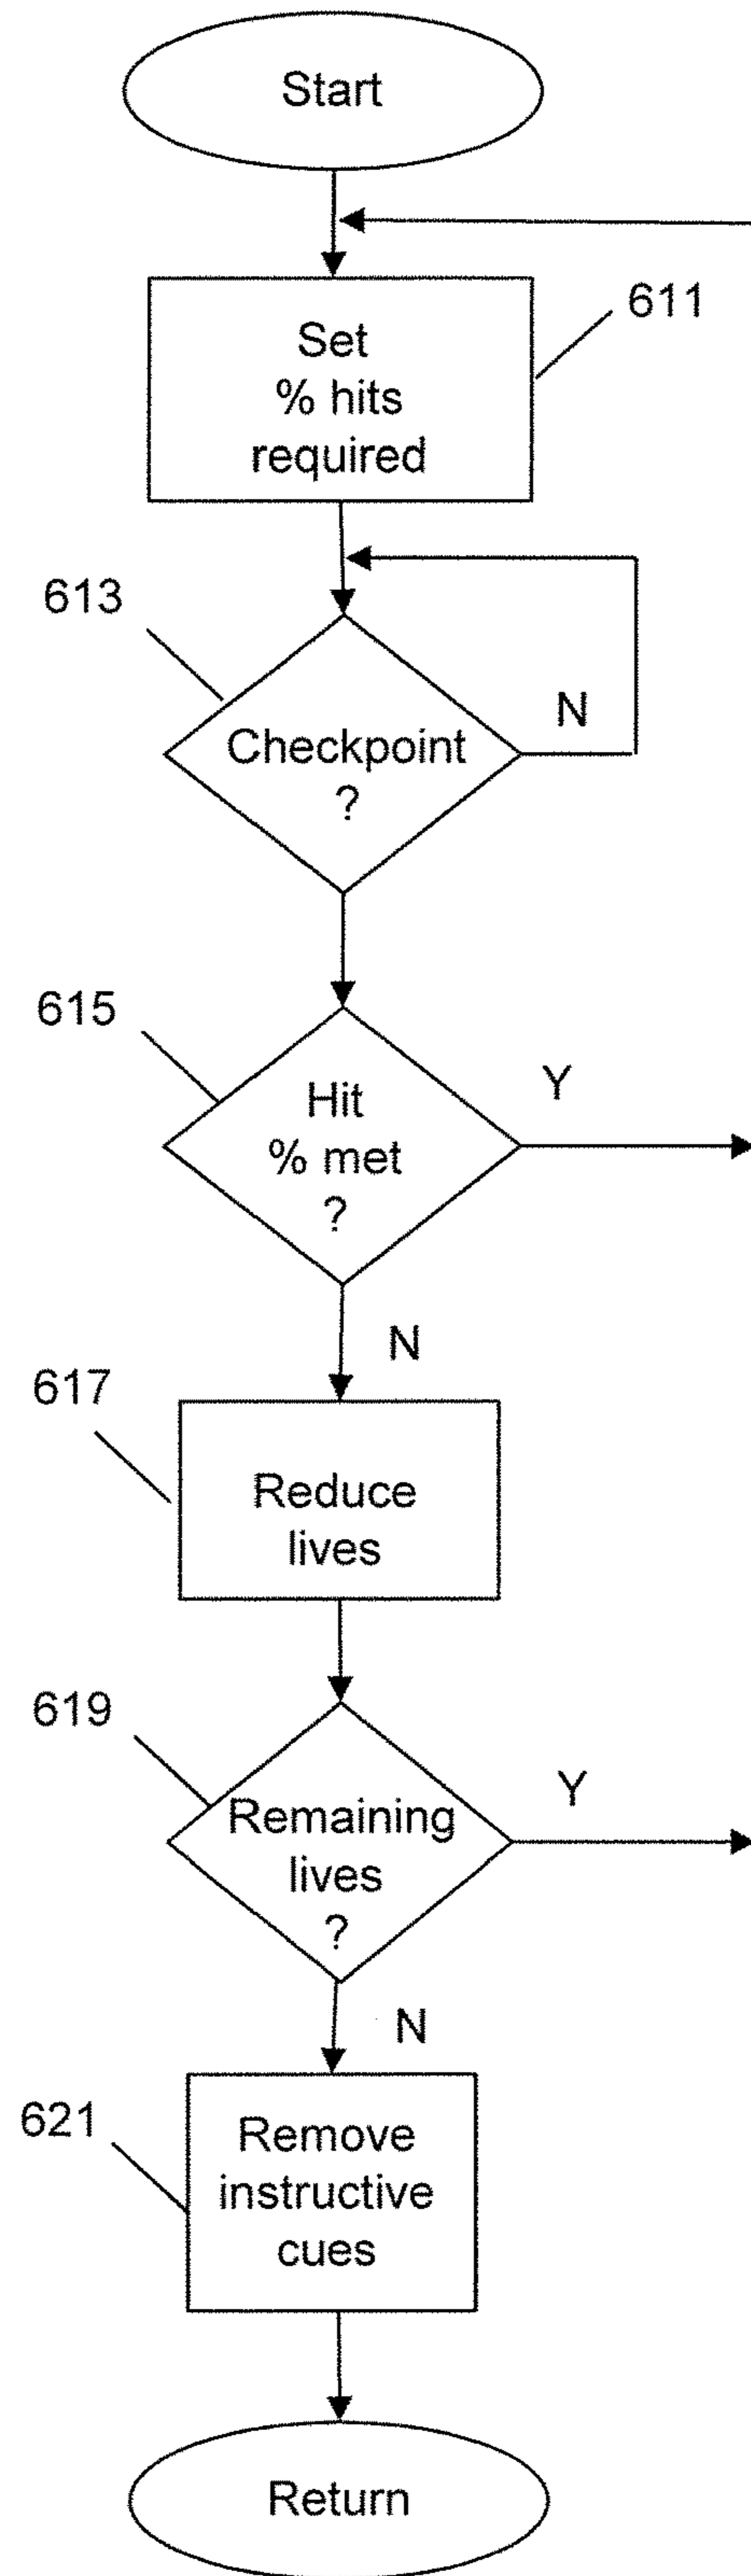 Start
611
Set
% hits
required
613
N
Checkpoint
?
615
Y
Hit
% met
?
N
617
Reduce
lives
619
Y
Remaining
lives
?
N
621
Remove
instructive
cues
Return